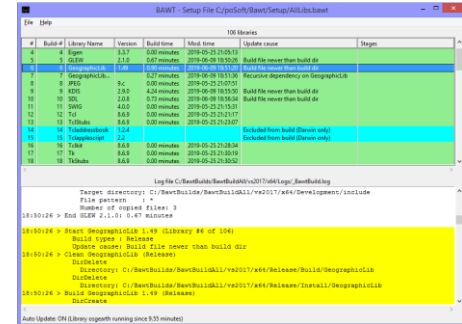 BAWT - Setup File C:/poSoft/Bawt/Setup/AllLibs.bawt
File Help
106 libraries
# Build-# Library Name Version Build time Mod. time Update cause Stages
4 4 Eigen 3.3.7 0.00 minutes 2019-05-25 21:05:13
5 5 GLEW 2.1.0 0.67 minutes 2019-06-09 18:50:26 Build file newer than build dir
6 6 GeographicLib 1.49 0.90 minutes 2019-06-09 18:51:20 Build file newer than build dir
7 7 GeographicLib... 0.27 minutes 2019-06-09 18:51:36 Recursive dependency on GeographicLib
8 8 JPEG 9.c 0.00 minutes 2019-05-25 21:07:51
9 9 KDIS 2.9.0 4.24 minutes 2019-06-09 18:55:50 Build file newer than build dir
10 10 SDL 2.0.8 0.73 minutes 2019-06-09 18:56:34 Build file newer than build dir
11 11 SWIG 4.0.0 0.00 minutes 2019-05-25 21:15:31
12 12 Tcl 8.6.9 0.00 minutes 2019-05-25 21:21:17
13 13 TclStubs 8.6.9 0.00 minutes 2019-05-25 21:23:07
14 14 Tcladdressbook 1.2.4 Excluded from build (Darwin only)
15 15 Tclapplescript 2.2 Excluded from build (Darwin only)
16 16 Tclkit 8.6.9 0.00 minutes 2019-05-25 21:28:34
17 17 Tk 8.6.9 0.00 minutes 2019-05-25 21:30:19
18 18 TkStubs 8.6.9 0.00 minutes 2019-05-25 21:30:52
Log file C:/BawtBuilds/BawtBuildAll/vs2017/x64/Logs/_BawtBuild.log
Target directory: C:/BawtBuilds/BawtBuildAll/vs2017/x64/Development/include
File pattern : *
Number of copied files: 3
18:50:26 > End GLEW 2.1.0: 0.67 minutes
18:50:26 > Start GeographicLib 1.49 (Library #6 of 106)
Build types : Release
Update cause: Build file newer than build dir
18:50:26 > Clean GeographicLib (Release)
DirDelete
Directory: C:/BawtBuilds/BawtBuildAll/vs2017/x64/Release/Build/GeographicLib
DirDelete
Directory: C:/BawtBuilds/BawtBuildAll/vs2017/x64/Release/Install/GeographicLib
18:50:26 > Build GeographicLib 1.49 (Release)
DirCreate
Auto Update: ON (Library osgearth running since 9.55 minutes)